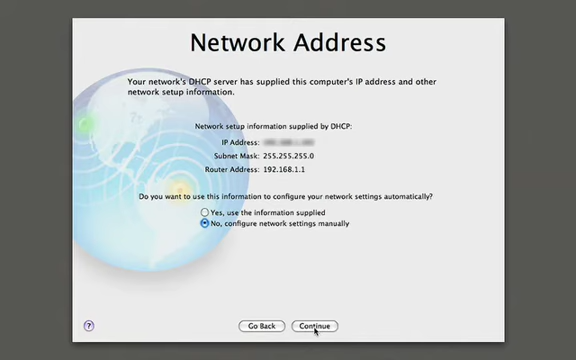 Network Address
Your network's DHCP server has supplied this computer's IP address and other
network setup information.
Network setup information supplied by DHCP:
IP Address:
Subnet Mask: 255.255.255.0
Router Address: 192.168.1.1
Do you want to use this information to configure your network settings automatically?
Yes, use the information supplied
No, configure network settings manually
?
Go Back
Continue